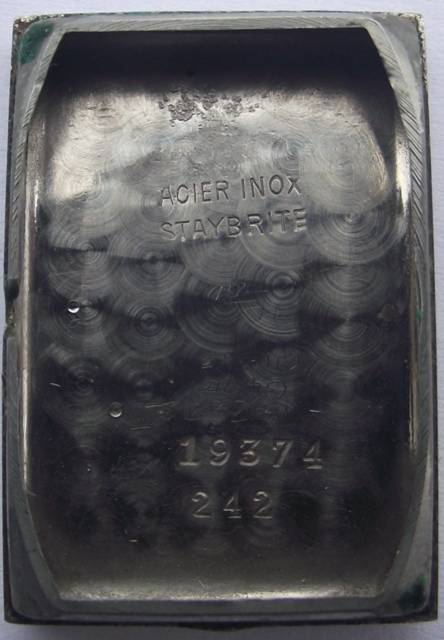 ACIER INOX
STAYBRITE
19374
242